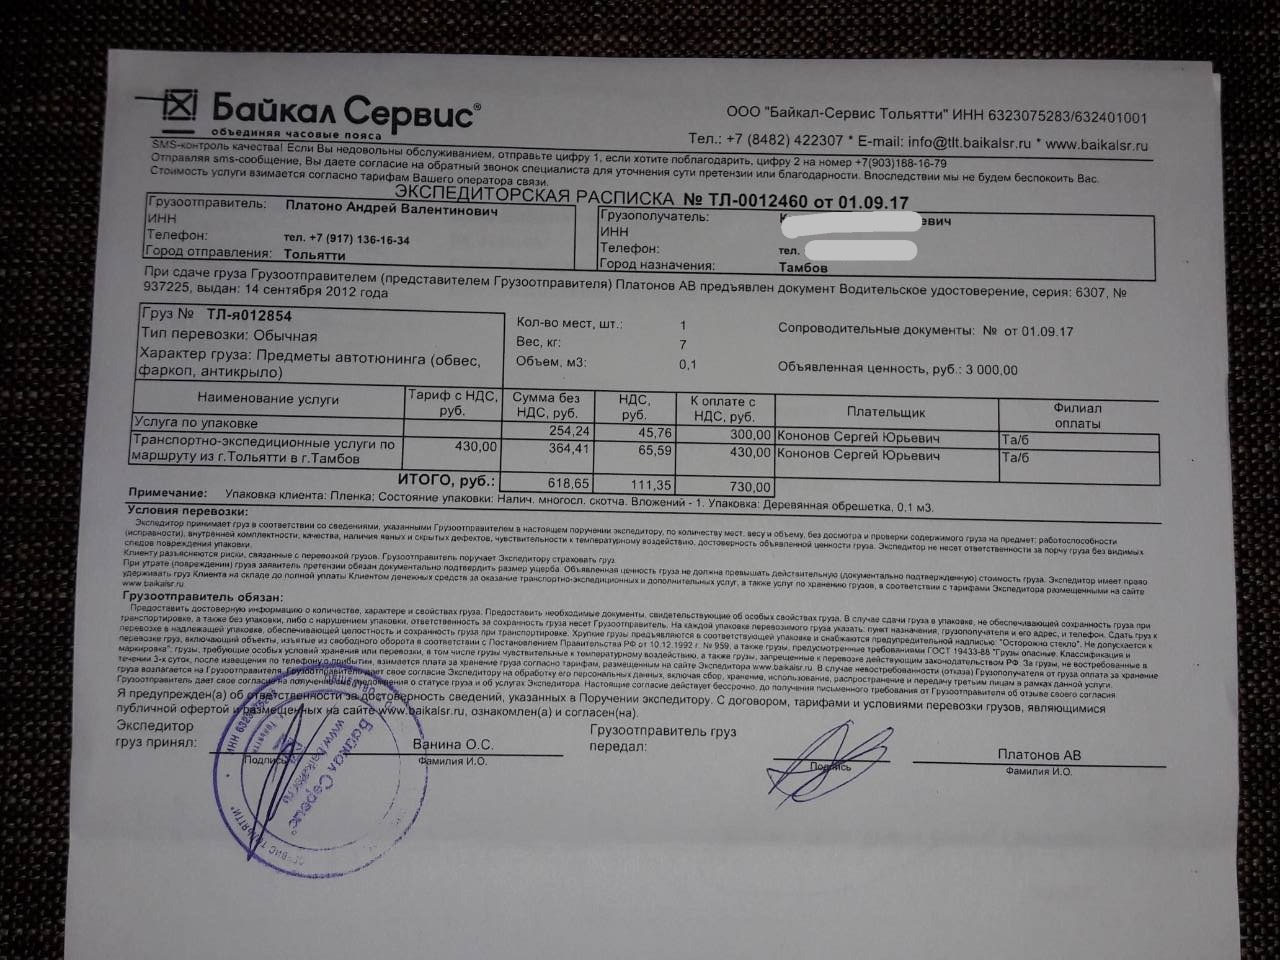 Байкал Сервис®
объединяя часовые пояса
ООО "Байкал-Сервис Тольятти" ИНН 6323075283/632401001
Тел.: +7 (8482) 422307 * E-mail: info@tlt.baikalsr.ru * www.baikalsr.ru
SMS-контроль качества! Если Вы недовольны обслуживанием, отправьте цифру 1, если хотите поблагодарить, цифру 2 на номер +7(903)188-16-79
Отправляя sms-сообщение, Вы даете согласие на обратный звонок специалиста для уточнения сути претензии или благодарности. Впоследствии мы не будем беспокоить Вас.
Стоимость услуги взимается согласно тарифам Вашего оператора связи.
ЭКСПЕДИТОРСКАЯ РАСПИСКА № ТЛ-0012460 от 01.09.17
Грузоотправитель: Платоно Андрей Валентинович
ИНН
Телефон: тел. +7 (917) 136-16-34
Город отправления: Тольятти
Грузополучатель: евич
ИНН
Телефон: тел.
Город назначения: Тамбов
При сдаче груза Грузоотправителем (представителем Грузоотправителя) Платонов АВ предъявлен документ Водительское удостоверение, серия: 6307, №
937225, выдан: 14 сентября 2012 года
Груз № ТЛ-я012854
Тип перевозки: Обычная
Характер груза: Предметы автотюнинга (обвес,
фаркоп, антикрыло)
Кол-во мест, шт.: 1
Вес, кг: 7
Объем, м3: 0,1
Сопроводительные документы: № от 01.09.17
Объявленная ценность, руб.: 3 000,00
Наименование услуги Тариф с НДС, руб. Сумма без НДС, руб. НДС, руб. К оплате с НДС, руб. Плательщик Филиал оплаты
Услуга по упаковке 254,24 45,76 300,00 Кононов Сергей Юрьевич Та/б
Транспортно-экспедиционные услуги по маршруту из г.Тольятти в г.Тамбов 430,00 364,41 65,59 430,00 Кононов Сергей Юрьевич Та/б
ИТОГО, руб.: 618,65 111,35 730,00
Примечание: Упаковка клиента: Пленка; Состояние упаковки: Налич. многосл. скотча. Вложений - 1. Упаковка: Деревянная обрешетка, 0,1 м3.
Условия перевозки:
Экспедитор принимает груз в соответствии со сведениями, указанными Грузоотправителем в настоящем поручении экспедитору, по количеству мест, весу и объему, без досмотра и проверки содержимого груза на предмет: работоспособности
(исправности), внутренней комплектности, качества, наличия явных и скрытых дефектов, чувствительности к температурному воздействию, достоверность объявленной ценности груза. Экспедитор не несет ответственности за порчу груза без видимых
следов повреждения упаковки.
Клиенту разъясняются риски, связанные с перевозкой грузов. Грузоотправитель поручает Экспедитору страховать груз.
При утрате (повреждении) груза заявитель претензии обязан документально подтвердить размер ущерба. Объявленная ценность груза не должна превышать действительную (документально подтвержденную) стоимость груза. Экспедитор имеет право
удерживать груз Клиента на складе до полной уплаты Клиентом денежных средств за оказание транспортно-экспедиционных и дополнительных услуг, а также услуг по хранению грузов, в соответствии с тарифами Экспедитора размещенными на сайте
www.baikalsr.ru
Грузоотправитель обязан:
Предоставить достоверную информацию о количестве, характере и свойствах груза. Предоставить необходимые документы, свидетельствующие об особых свойствах груза. В случае сдачи груза в упаковке, не обеспечивающей сохранность груза при
транспортировке, а также без упаковки, либо с нарушением упаковки, ответственность за сохранность груза несет Грузоотправитель. На каждой упаковке перевозимого груза указать: пункт назначения, грузополучателя и его адрес, и телефон. Сдать груз к
перевозке в надлежащей упаковке, обеспечивающей целостность и сохранность груза при транспортировке. Хрупкие грузы предъявляются в соответствующей упаковке и снабжаются предупредительной надписью: "Осторожно стекло". Не допускается к
перевозке груз, включающий объекты, изъятые из свободного оборота в соответствии с Постановлением Правительства РФ от 10.12.1992 г. № 959, а также грузы, предусмотренные требованиями ГОСТ 19433-88 "Грузы опасные. Классификация и
маркировка"; грузы, требующие особых условий хранения или перевозки, в том числе грузы чувствительные к температурному воздействию, а также грузы, запрещенные к перевозке действующим законодательством РФ. За грузы, не востребованные в
течении 3-х суток, после извещения по телефону о прибытии, взимается плата за хранение груза согласно тарифам, размещенным на сайте Экспедитора www.baikalsr.ru. В случае невостребованности (отказа) Грузополучателя от груза оплата за хранение
груза возлагается на Грузоотправителя. Грузоотправитель дает свое согласие Экспедитору на обработку его персональных данных, включая сбор, хранение, использование, распространение и передачу третьим лицам в рамках данной услуги.
Грузоотправитель дает свое согласие на получение уведомления о статусе груза и об услугах Экспедитора. Настоящие согласие действует бессрочно, до получения письменного требования от Грузоотправителя об отзыве своего согласия.
Я предупрежден(а) об ответственности за достоверность сведений, указанных в Поручении экспедитору. С договором, тарифами и условиями перевозки грузов, являющимися
публичной офертой и размещенных на сайте www.baikalsr.ru, ознакомлен(а) и согласен(на).
Экспедитор
груз принял: Ванина О.С.
Подпись Фамилия И.О.
Грузоотправитель груз
передал: Платонов АВ
Подпись Фамилия И.О.
Байкал Сервис